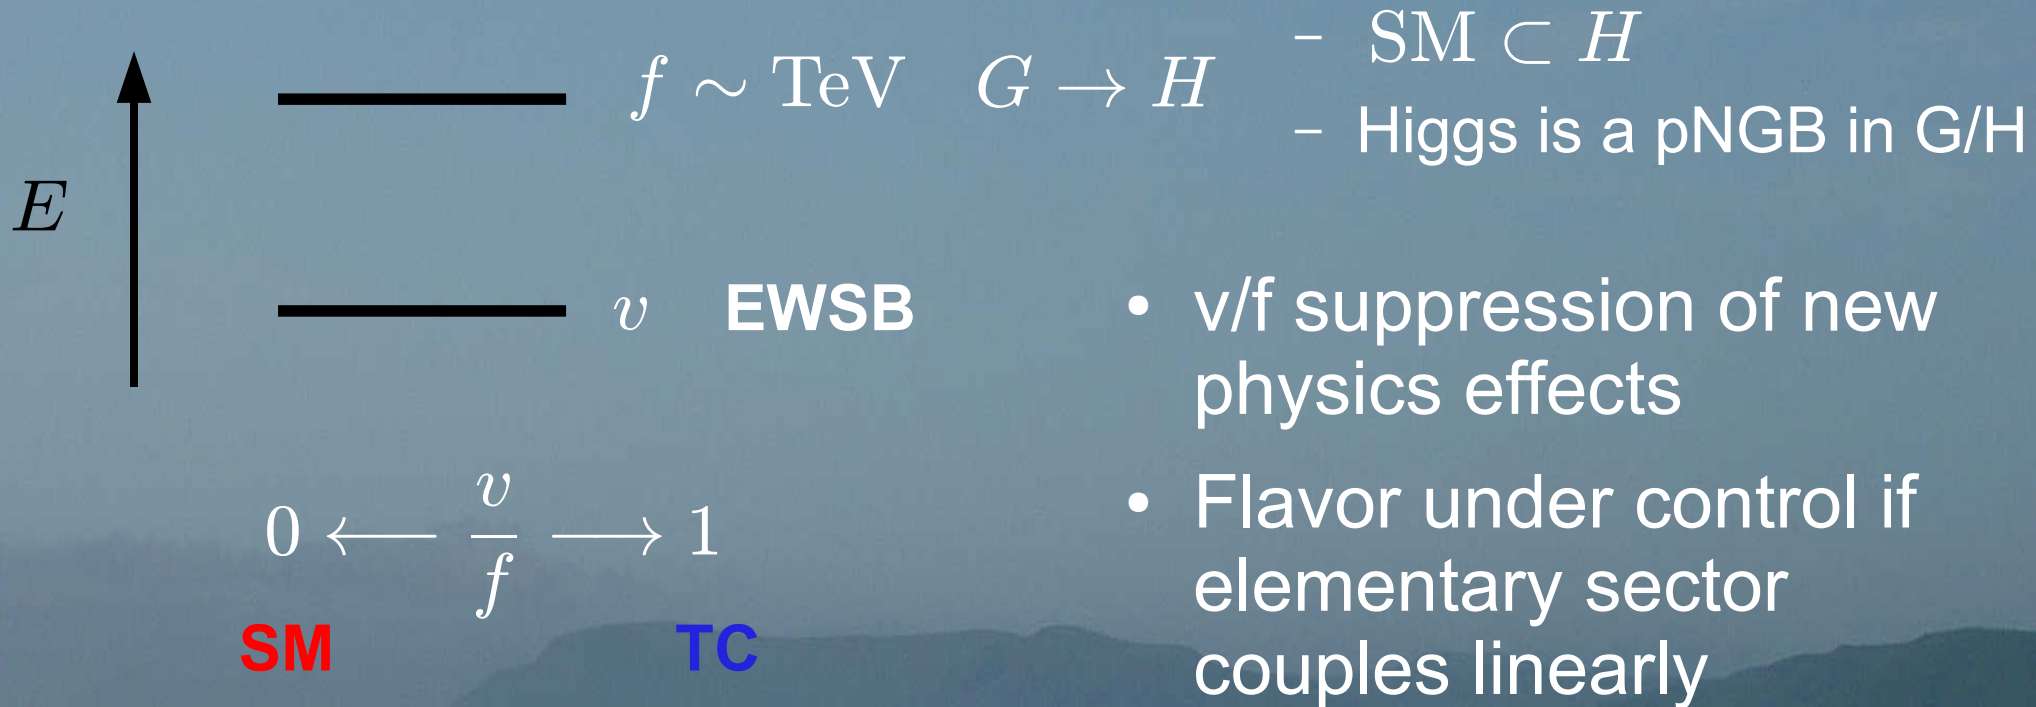 f ∼ TeV G → H
– SM ⊂ H
– Higgs is a pNGB in G/H
E
v EWSB
• v/f suppression of new
physics effects
0 ⟵ v/f ⟶ 1
SM TC
• Flavor under control if
elementary sector
couples linearly